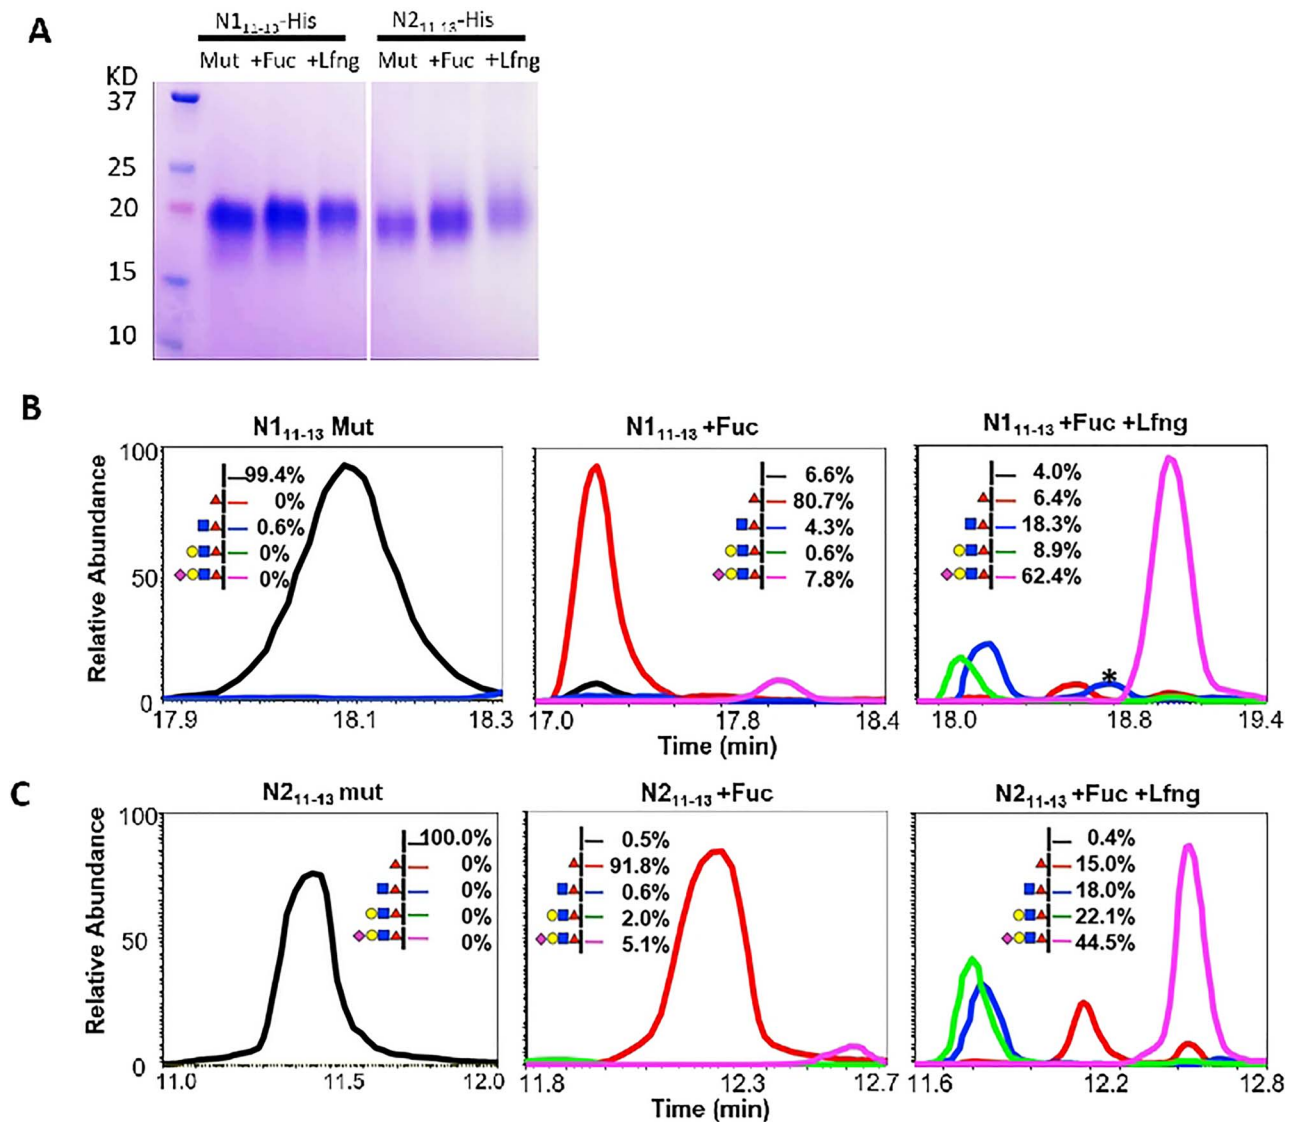 A
N1₁₁₋₁₃-His N2₁₁₋₁₃-His
Mut +Fuc +Lfng Mut +Fuc +Lfng
KD
37
25
20
15
10
B
N1₁₁₋₁₃ Mut
Relative Abundance
100
50
0
99.4%
0%
0.6%
0%
0%
17.9 18.1 18.3
N1₁₁₋₁₃ +Fuc
6.6%
80.7%
4.3%
0.6%
7.8%
17.0 17.8 18.4
Time (min)
N1₁₁₋₁₃ +Fuc +Lfng
4.0%
6.4%
18.3%
8.9%
62.4%
*
18.0 18.8 19.4
C
N2₁₁₋₁₃ mut
Relative Abundance
100
50
0
100.0%
0%
0%
0%
0%
11.0 11.5 12.0
N2₁₁₋₁₃ +Fuc
0.5%
91.8%
0.6%
2.0%
5.1%
11.8 12.3 12.7
Time (min)
N2₁₁₋₁₃ +Fuc +Lfng
0.4%
15.0%
18.0%
22.1%
44.5%
11.6 12.2 12.8